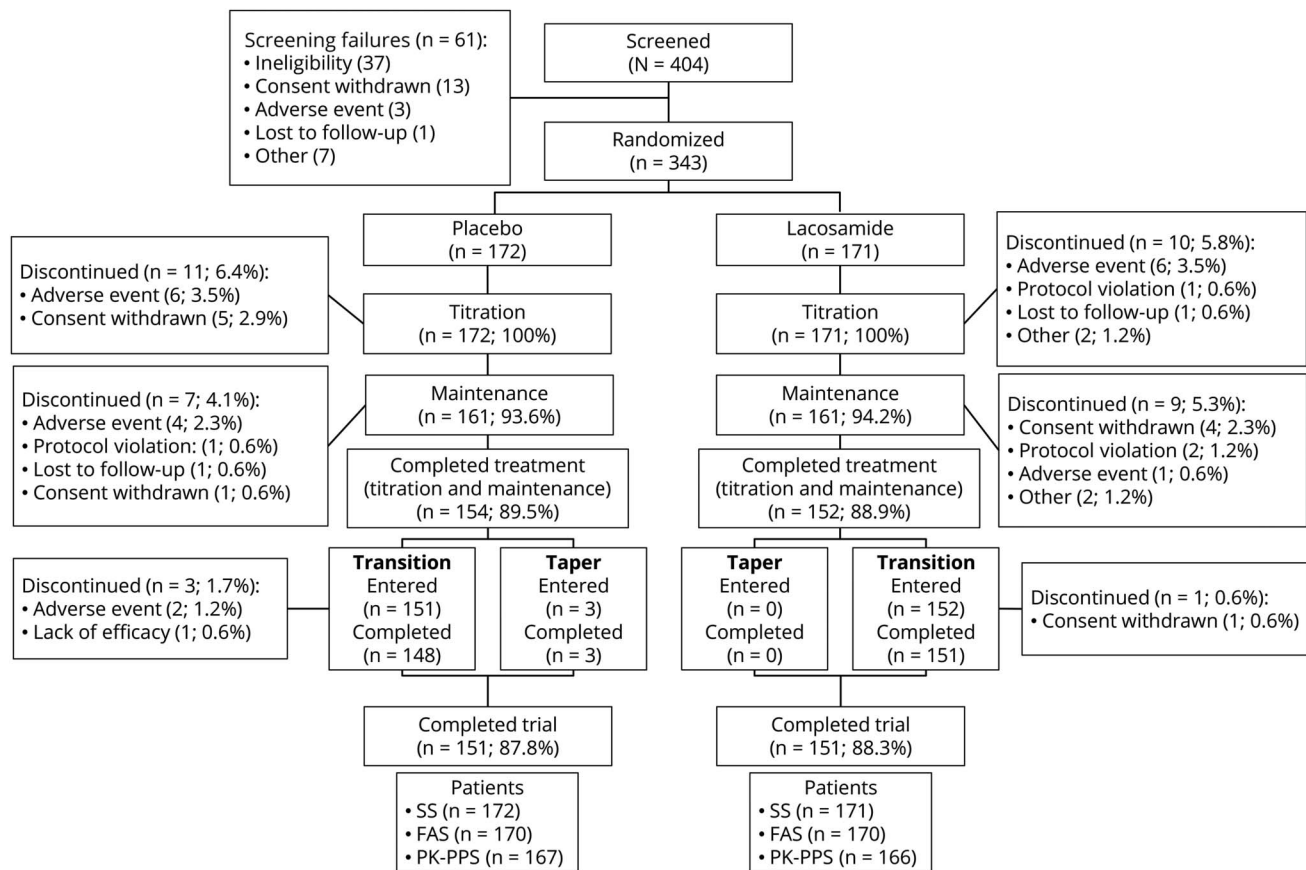 Screening failures (n = 61):
• Ineligibility (37)
• Consent withdrawn (13)
• Adverse event (3)
• Lost to follow-up (1)
• Other (7)
Screened
(N = 404)
Randomized
(n = 343)
Placebo
(n = 172)
Lacosamide
(n = 171)
Discontinued (n = 11; 6.4%):
• Adverse event (6; 3.5%)
• Consent withdrawn (5; 2.9%)
Titration
(n = 172; 100%)
Titration
(n = 171; 100%)
Discontinued (n = 10; 5.8%):
• Adverse event (6; 3.5%)
• Protocol violation (1; 0.6%)
• Lost to follow-up (1; 0.6%)
• Other (2; 1.2%)
Discontinued (n = 7; 4.1%):
• Adverse event (4; 2.3%)
• Protocol violation: (1; 0.6%)
• Lost to follow-up (1; 0.6%)
• Consent withdrawn (1; 0.6%)
Maintenance
(n = 161; 93.6%)
Maintenance
(n = 161; 94.2%)
Discontinued (n = 9; 5.3%):
• Consent withdrawn (4; 2.3%)
• Protocol violation (2; 1.2%)
• Adverse event (1; 0.6%)
• Other (2; 1.2%)
Completed treatment
(titration and maintenance)
(n = 154; 89.5%)
Completed treatment
(titration and maintenance)
(n = 152; 88.9%)
Discontinued (n = 3; 1.7%):
• Adverse event (2; 1.2%)
• Lack of efficacy (1; 0.6%)
Transition
Entered
(n = 151)
Completed
(n = 148)
Taper
Entered
(n = 3)
Completed
(n = 3)
Taper
Entered
(n = 0)
Completed
(n = 0)
Transition
Entered
(n = 152)
Completed
(n = 151)
Discontinued (n = 1; 0.6%):
• Consent withdrawn (1; 0.6%)
Completed trial
(n = 151; 87.8%)
Completed trial
(n = 151; 88.3%)
Patients
• SS (n = 172)
• FAS (n = 170)
• PK-PPS (n = 167)
Patients
• SS (n = 171)
• FAS (n = 170)
• PK-PPS (n = 166)